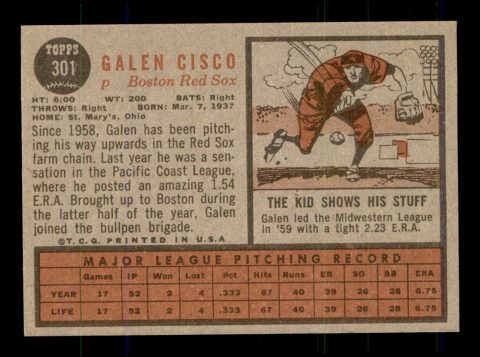 TOPPS
301
GALEN CISCO
p Boston Red Sox
HT: 6:00 WT: 200 BATS: Right
THROWS: Right BORN: Mar. 7, 1937
HOME: St. Mary's, Ohio
Since 1958, Galen has been pitch-
ing his way upwards in the Red Sox
farm chain. Last year he was a sen-
sation in the Pacific Coast League,
where he posted an amazing 1.54
E.R.A. Brought up to Boston during
the latter half of the year, Galen
joined the bullpen brigade.
© T.C.G. PRINTED IN U.S.A.
THE KID SHOWS HIS STUFF
Galen led the Midwestern League
in '59 with a tight 2.23 E.R.A.
MAJOR LEAGUE PITCHING RECORD
Games IP Won Lost Pct Hits Runs ER SO BB ERA
YEAR 17 52 2 4 .333 67 40 39 26 28 6.75
LIFE 17 52 2 4 .333 67 40 39 26 28 6.75